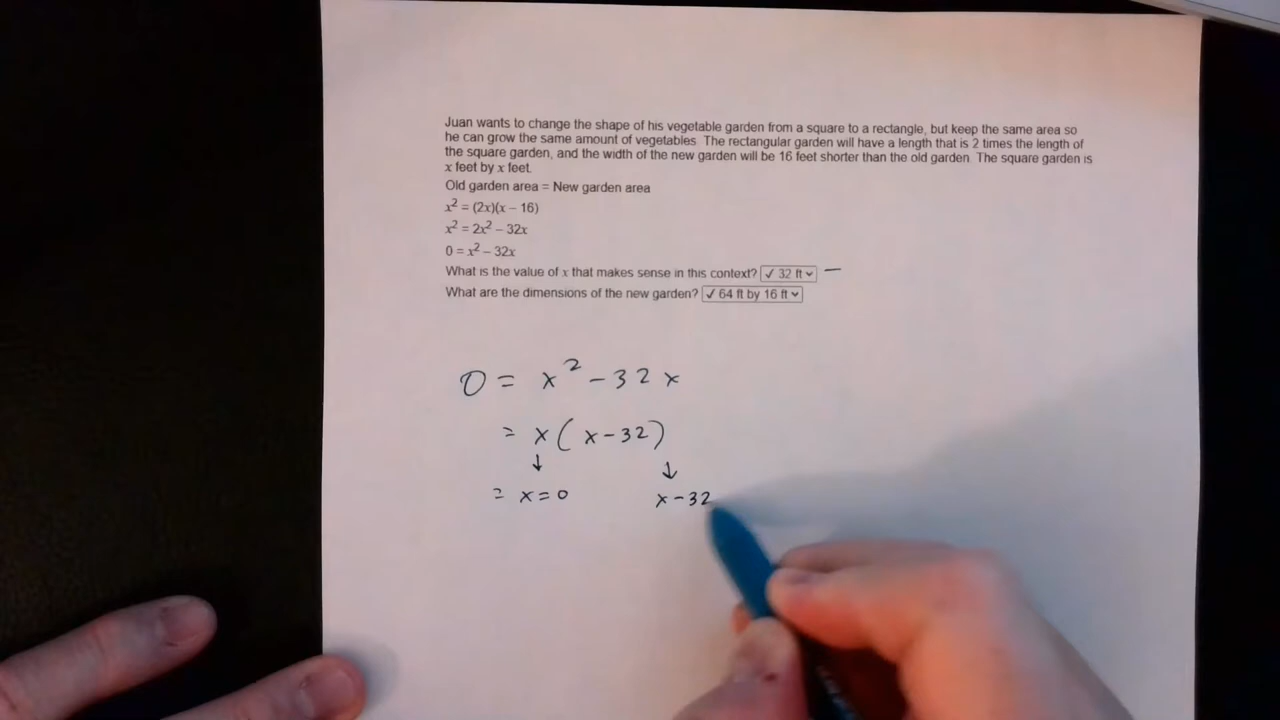 Juan wants to change the shape of his vegetable garden from a square to a rectangle, but keep the same area so
he can grow the same amount of vegetables. The rectangular garden will have a length that is 2 times the length of
the square garden, and the width of the new garden will be 16 feet shorter than the old garden. The square garden is
x feet by x feet.
Old garden area = New garden area
x² = (2x)(x – 16)
x² = 2x² – 32x
0 = x² – 32x
What is the value of x that makes sense in this context? ✓ 32 ft –
What are the dimensions of the new garden? ✓ 64 ft by 16 ft
0 = x² - 32x
= x(x-32)
↓ ↓
= x=0 x-32